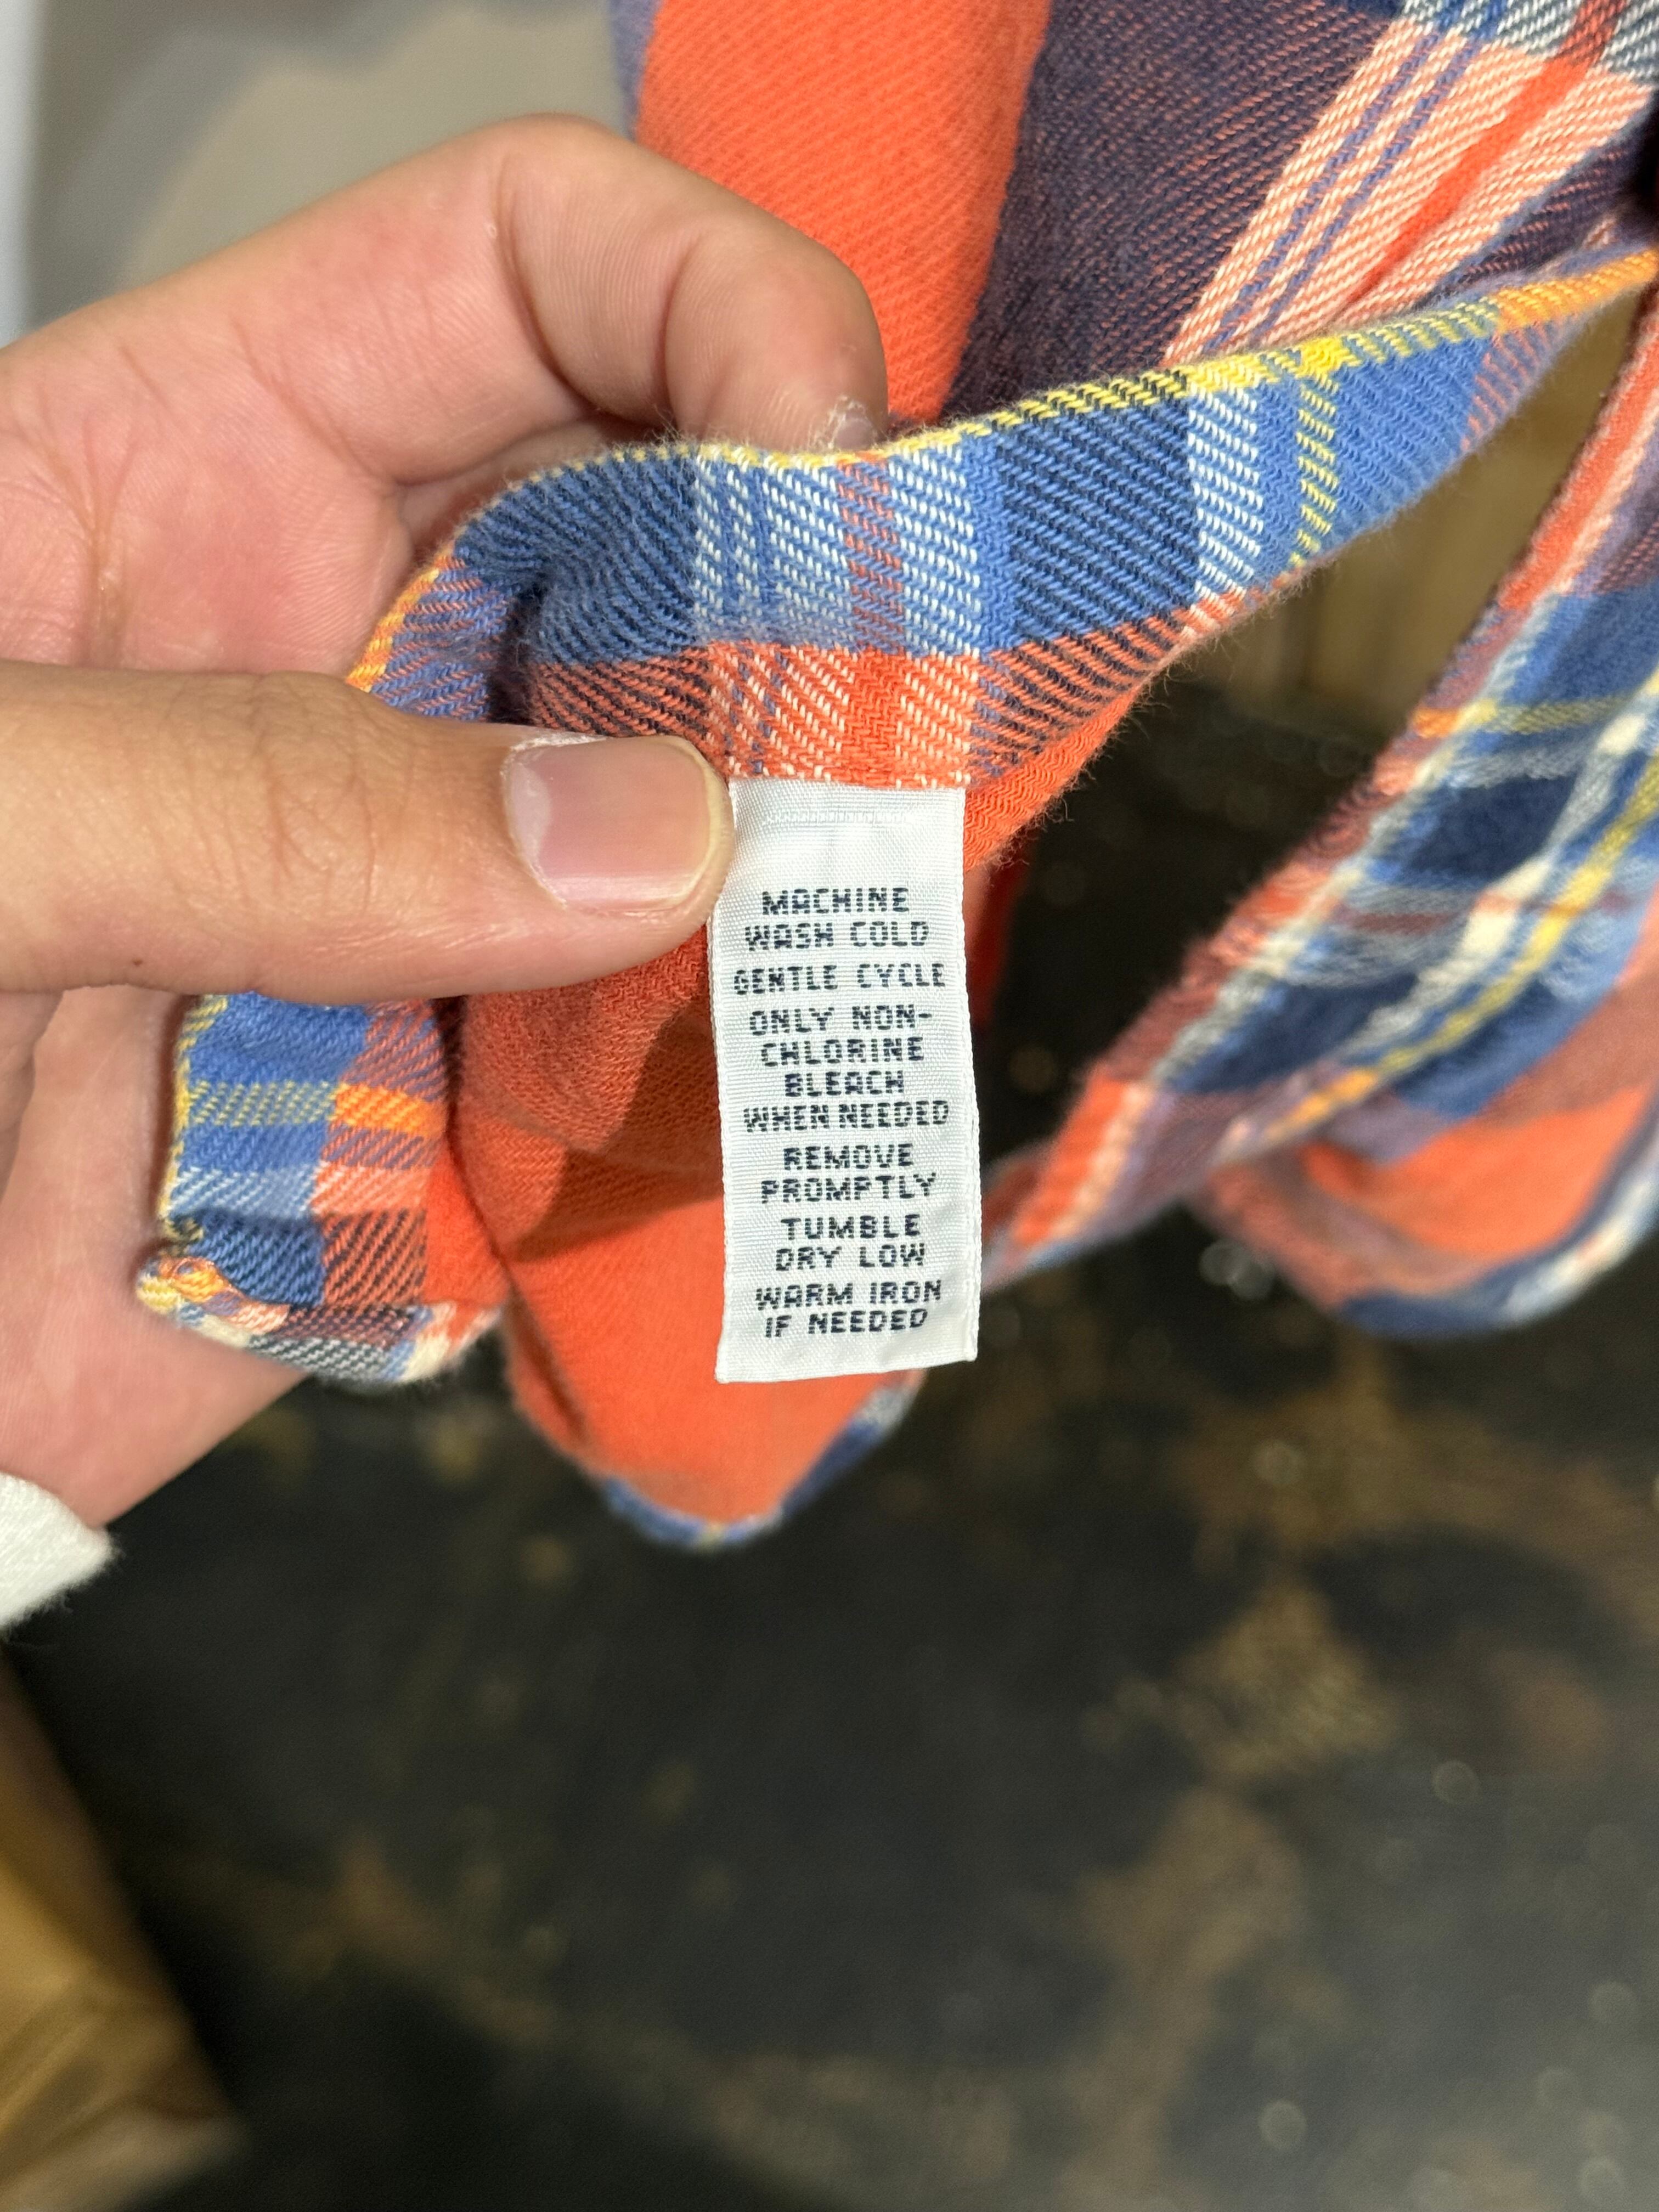 MACHINE
WASH COLD
GENTLE CYCLE
ONLY NON-
CHLORINE
BLEACH
WHEN NEEDED
REMOVE
PROMPTLY
TUMBLE
DRY LOW
WARM IRON
IF NEEDED